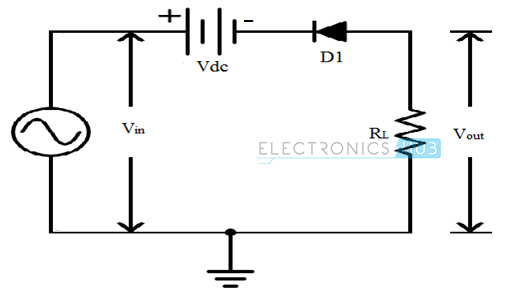 + -
Vdc
D1
Vin
RL
Vout
ELECTRONICS HUB